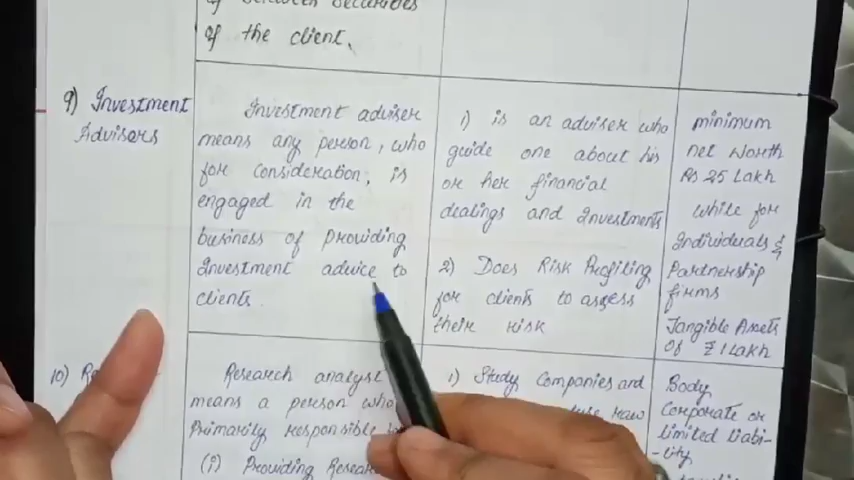 of between securities
of the client.
9) Investment
Advisors
Investment adviser
means any person, who
for consideration, is
engaged in the
business of providing
Investment advice to
clients.
1) is an adviser who
guide one about his
or her financial
dealings and Investments
2) Does Risk Profiling
for clients to assess
their risk
minimum
net worth
Rs 25 Lakh
while for
Individuals &
Partnership
firms
Tangible Assets
of ₹ 1 Lakh
10)
Research analyst
means a person who
Primarily responsible
(i) Providing
1) Study Companies and
Body
Corporate or
limited liabi-
-lity